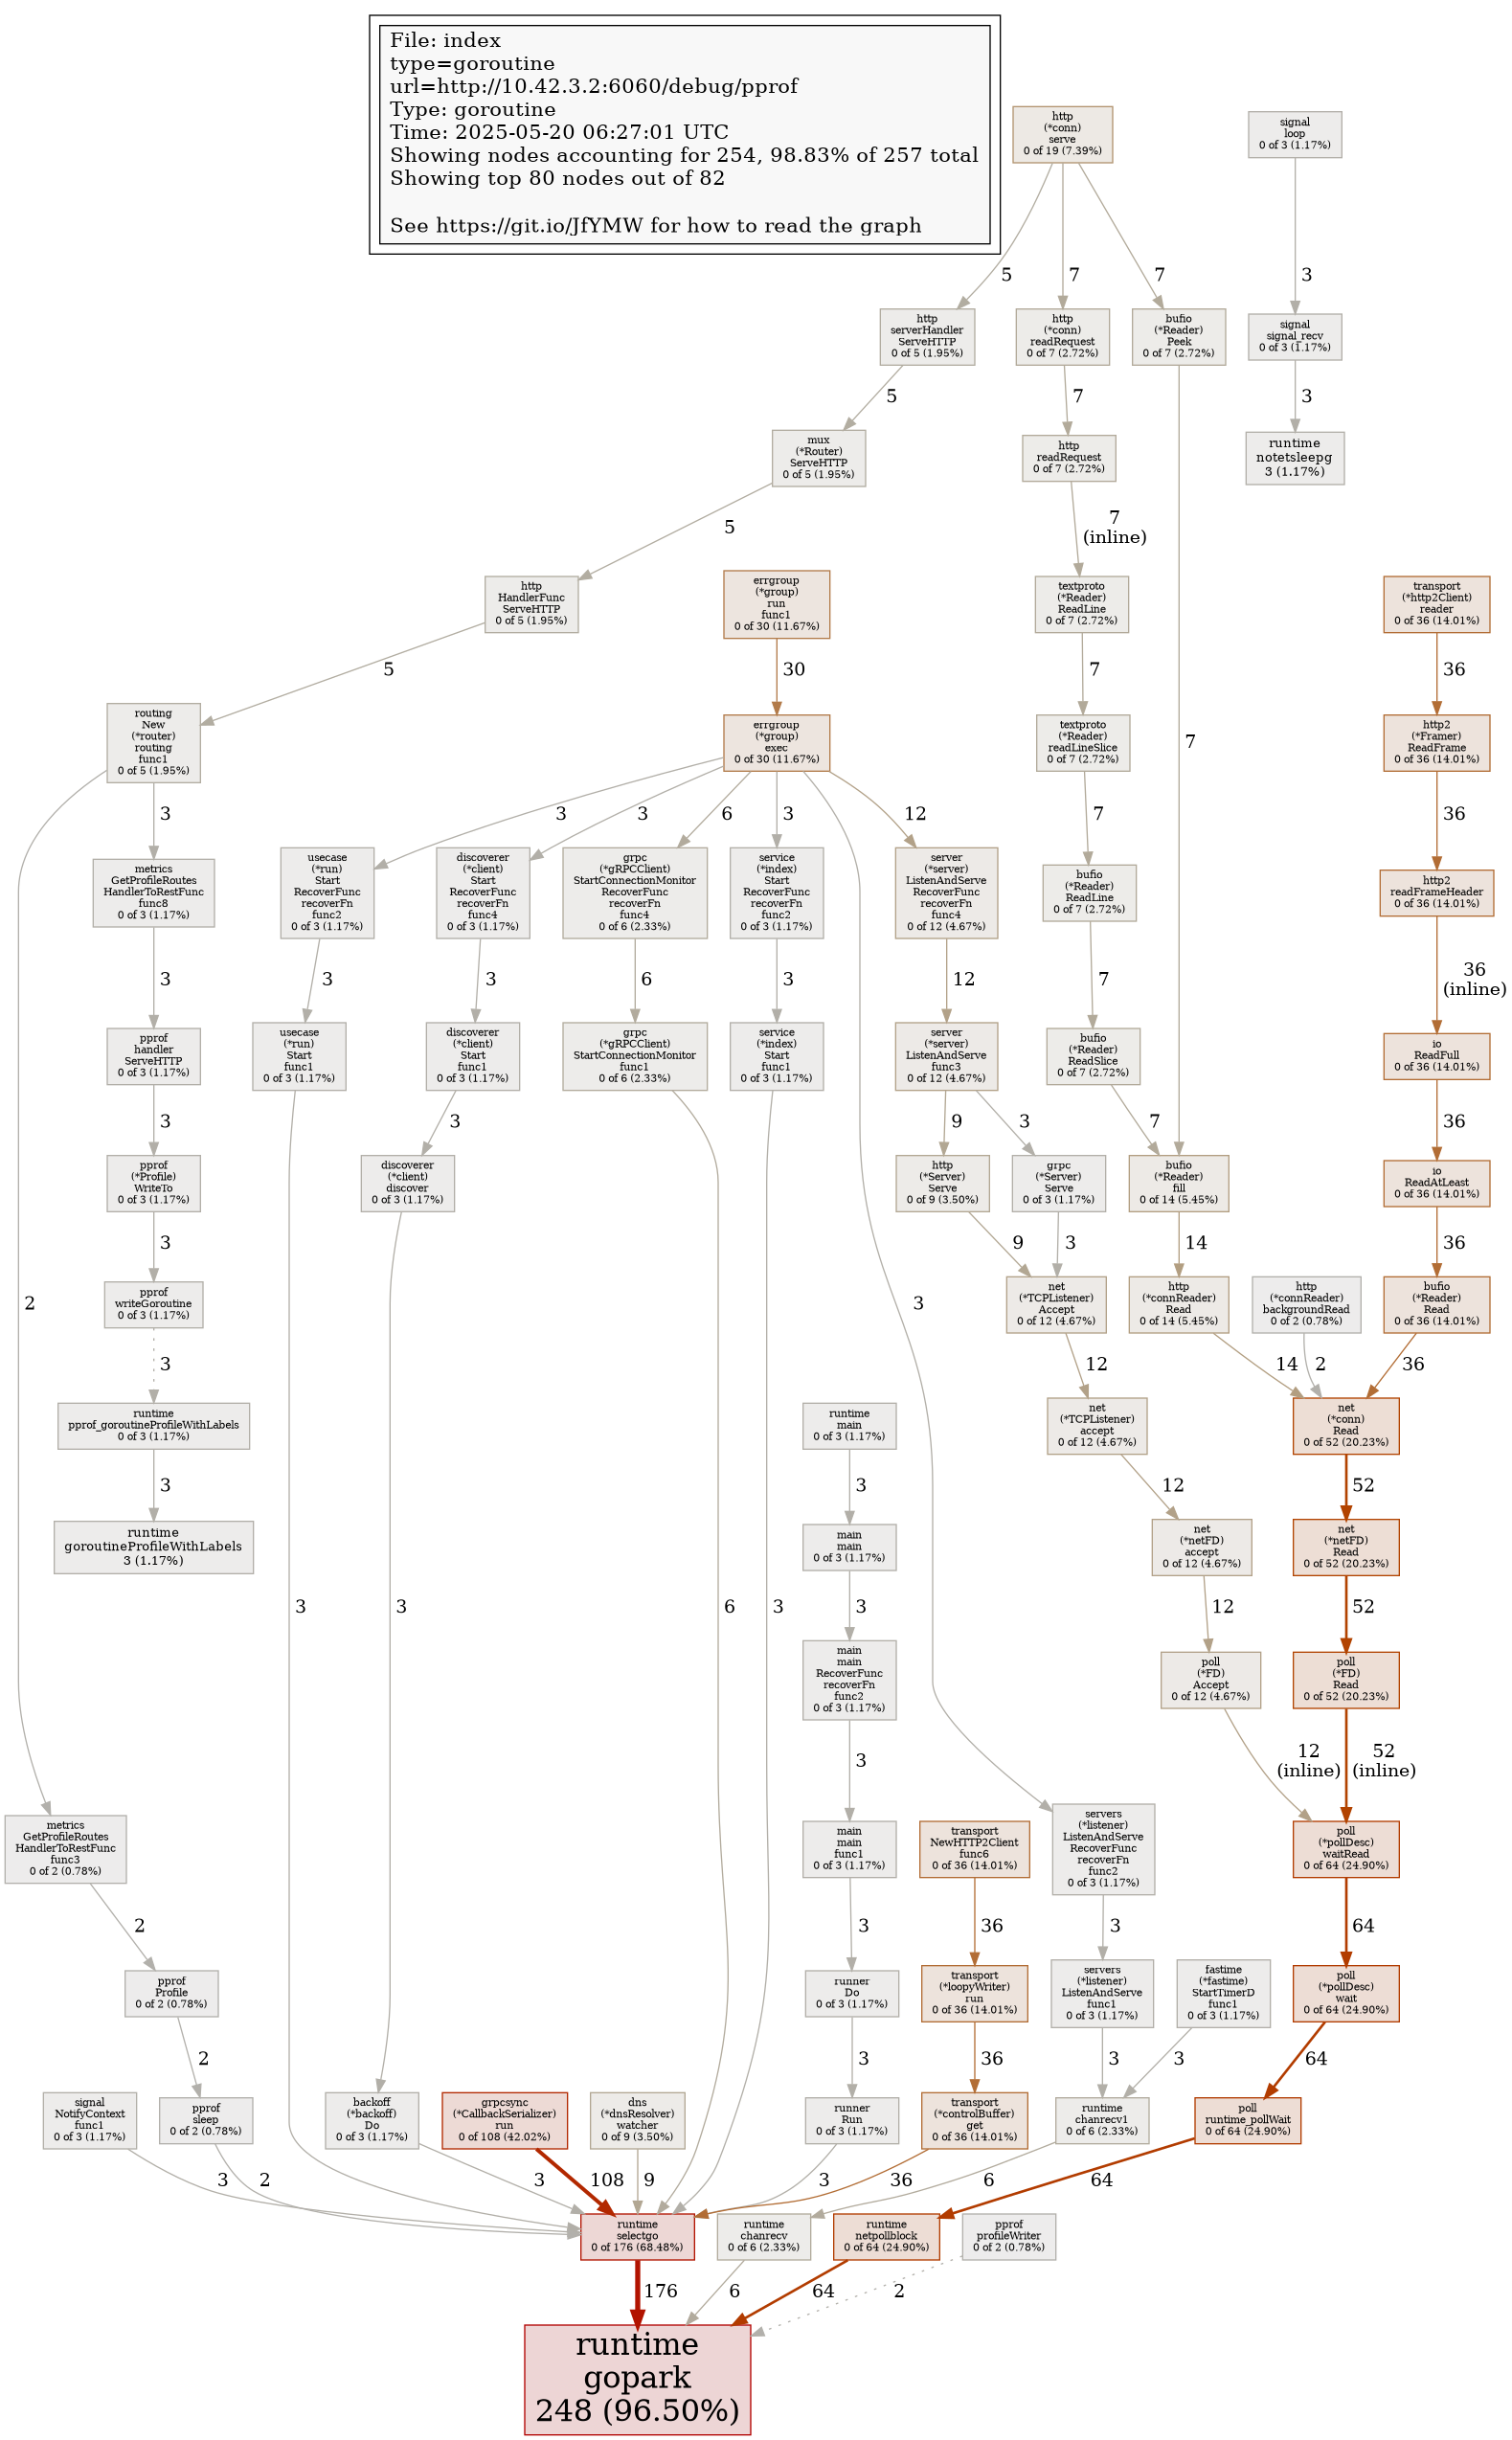 File: index
type=goroutine
url=http://10.42.3.2:6060/debug/pprof
Type: goroutine
Time: 2025-05-20 06:27:01 UTC
Showing nodes accounting for 254, 98.83% of 257 total
Showing top 80 nodes out of 82
See https://git.io/JfYMW for how to read the graph
http
(*conn)
serve
0 of 19 (7.39%)
signal
loop
0 of 3 (1.17%)
5
7
7
3
http
serverHandler
ServeHTTP
0 of 5 (1.95%)
http
(*conn)
readRequest
0 of 7 (2.72%)
bufio
(*Reader)
Peek
0 of 7 (2.72%)
signal
signal_recv
0 of 3 (1.17%)
5
7
3
mux
(*Router)
ServeHTTP
0 of 5 (1.95%)
http
readRequest
0 of 7 (2.72%)
runtime
notetsleepg
3 (1.17%)
5
7
(inline)
http
HandlerFunc
ServeHTTP
0 of 5 (1.95%)
errgroup
(*group)
run
func1
0 of 30 (11.67%)
textproto
(*Reader)
ReadLine
0 of 7 (2.72%)
transport
(*http2Client)
reader
0 of 36 (14.01%)
5
30
7
36
routing
New
(*router)
routing
func1
0 of 5 (1.95%)
errgroup
(*group)
exec
0 of 30 (11.67%)
textproto
(*Reader)
readLineSlice
0 of 7 (2.72%)
7
http2
(*Framer)
ReadFrame
0 of 36 (14.01%)
3
3
3
6
3
12
7
36
metrics
GetProfileRoutes
HandlerToRestFunc
func8
0 of 3 (1.17%)
usecase
(*run)
Start
RecoverFunc
recoverFn
func2
0 of 3 (1.17%)
discoverer
(*client)
Start
RecoverFunc
recoverFn
func4
0 of 3 (1.17%)
grpc
(*gRPCClient)
StartConnectionMonitor
RecoverFunc
recoverFn
func4
0 of 6 (2.33%)
service
(*index)
Start
RecoverFunc
recoverFn
func2
0 of 3 (1.17%)
server
(*server)
ListenAndServe
RecoverFunc
recoverFn
func4
0 of 12 (4.67%)
bufio
(*Reader)
ReadLine
0 of 7 (2.72%)
http2
readFrameHeader
0 of 36 (14.01%)
3
3
3
6
3
12
7
36
(inline)
pprof
handler
ServeHTTP
0 of 3 (1.17%)
usecase
(*run)
Start
func1
0 of 3 (1.17%)
discoverer
(*client)
Start
func1
0 of 3 (1.17%)
grpc
(*gRPCClient)
StartConnectionMonitor
func1
0 of 6 (2.33%)
service
(*index)
Start
func1
0 of 3 (1.17%)
server
(*server)
ListenAndServe
func3
0 of 12 (4.67%)
bufio
(*Reader)
ReadSlice
0 of 7 (2.72%)
io
ReadFull
0 of 36 (14.01%)
3
3
9
3
7
36
pprof
(*Profile)
WriteTo
0 of 3 (1.17%)
discoverer
(*client)
discover
0 of 3 (1.17%)
http
(*Server)
Serve
0 of 9 (3.50%)
grpc
(*Server)
Serve
0 of 3 (1.17%)
bufio
(*Reader)
fill
0 of 14 (5.45%)
io
ReadAtLeast
0 of 36 (14.01%)
3
9
3
14
36
2
3
pprof
writeGoroutine
0 of 3 (1.17%)
net
(*TCPListener)
Accept
0 of 12 (4.67%)
http
(*connReader)
Read
0 of 14 (5.45%)
http
(*connReader)
backgroundRead
0 of 2 (0.78%)
bufio
(*Reader)
Read
0 of 36 (14.01%)
3
12
14
2
36
runtime
pprof_goroutineProfileWithLabels
0 of 3 (1.17%)
runtime
main
0 of 3 (1.17%)
net
(*TCPListener)
accept
0 of 12 (4.67%)
net
(*conn)
Read
0 of 52 (20.23%)
3
3
12
52
runtime
goroutineProfileWithLabels
3 (1.17%)
main
main
0 of 3 (1.17%)
net
(*netFD)
accept
0 of 12 (4.67%)
net
(*netFD)
Read
0 of 52 (20.23%)
3
3
6
3
3
12
52
main
main
RecoverFunc
recoverFn
func2
0 of 3 (1.17%)
poll
(*FD)
Accept
0 of 12 (4.67%)
poll
(*FD)
Read
0 of 52 (20.23%)
3
12
(inline)
52
(inline)
metrics
GetProfileRoutes
HandlerToRestFunc
func3
0 of 2 (0.78%)
main
main
func1
0 of 3 (1.17%)
transport
NewHTTP2Client
func6
0 of 36 (14.01%)
servers
(*listener)
ListenAndServe
RecoverFunc
recoverFn
func2
0 of 3 (1.17%)
poll
(*pollDesc)
waitRead
0 of 64 (24.90%)
2
3
36
3
64
pprof
Profile
0 of 2 (0.78%)
runner
Do
0 of 3 (1.17%)
transport
(*loopyWriter)
run
0 of 36 (14.01%)
servers
(*listener)
ListenAndServe
func1
0 of 3 (1.17%)
fastime
(*fastime)
StartTimerD
func1
0 of 3 (1.17%)
poll
(*pollDesc)
wait
0 of 64 (24.90%)
2
3
36
3
3
64
signal
NotifyContext
func1
0 of 3 (1.17%)
pprof
sleep
0 of 2 (0.78%)
backoff
(*backoff)
Do
0 of 3 (1.17%)
grpcsync
(*CallbackSerializer)
run
0 of 108 (42.02%)
dns
(*dnsResolver)
watcher
0 of 9 (3.50%)
runner
Run
0 of 3 (1.17%)
transport
(*controlBuffer)
get
0 of 36 (14.01%)
runtime
chanrecv1
0 of 6 (2.33%)
poll
runtime_pollWait
0 of 64 (24.90%)
3
2
3
108
9
3
36
6
64
runtime
selectgo
0 of 176 (68.48%)
runtime
chanrecv
0 of 6 (2.33%)
runtime
netpollblock
0 of 64 (24.90%)
pprof
profileWriter
0 of 2 (0.78%)
176
6
64
2
runtime
gopark
248 (96.50%)